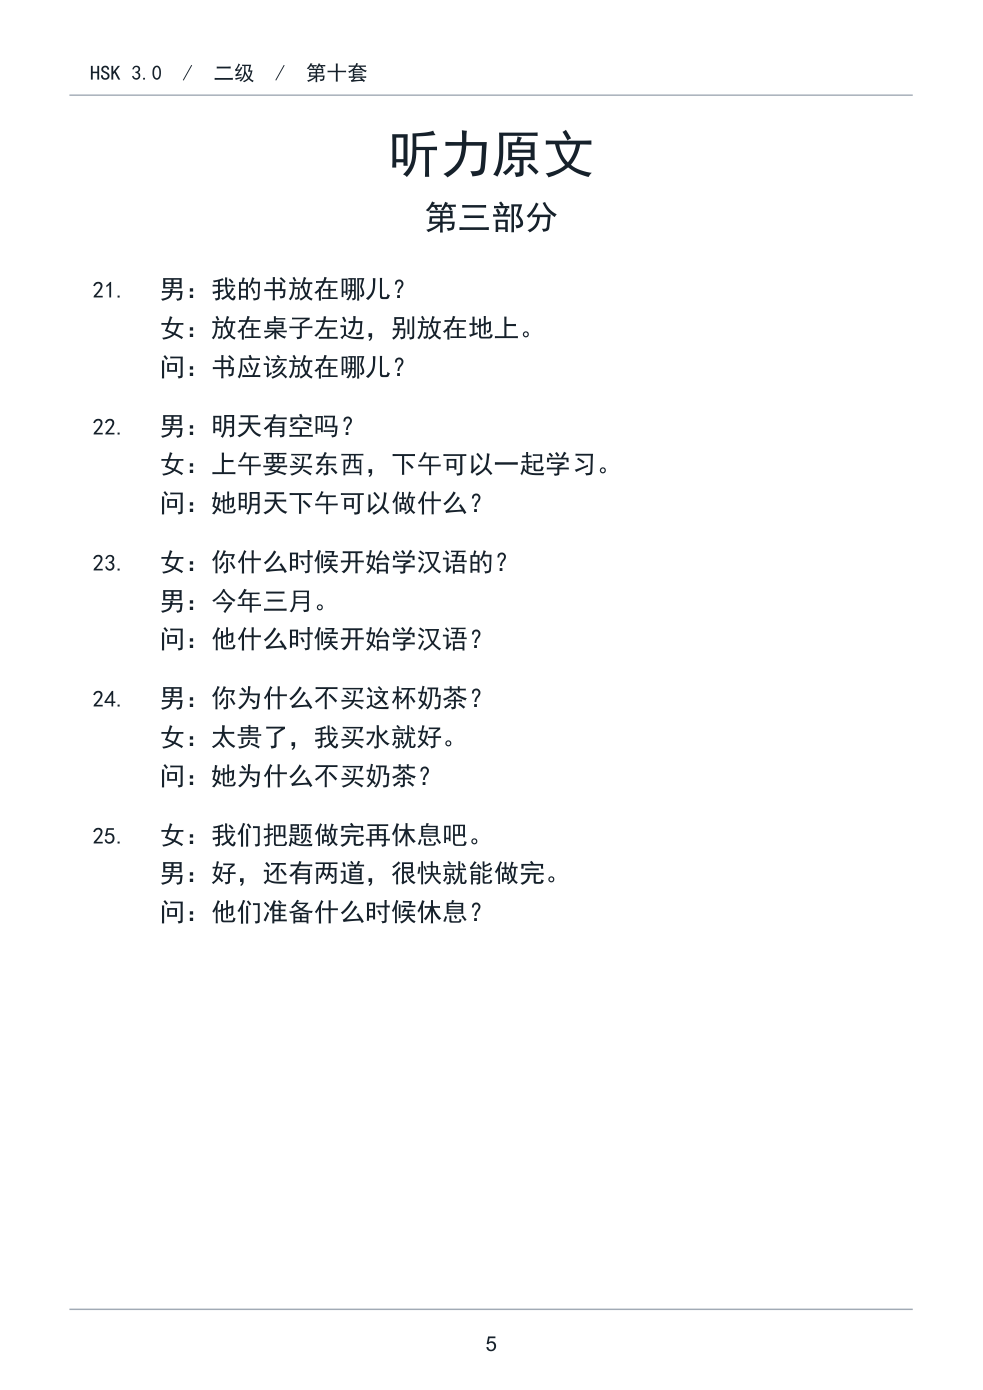 HSK 3.0 / 二级 / 第十套
听力原文
第三部分
21. 男：我的书放在哪儿？
女：放在桌子左边，别放在地上。
问：书应该放在哪儿？
22. 男：明天有空吗？
女：上午要买东西，下午可以一起学习。
问：她明天下午可以做什么？
23. 女：你什么时候开始学汉语的？
男：今年三月。
问：他什么时候开始学汉语？
24. 男：你为什么不买这杯奶茶？
女：太贵了，我买水就好。
问：她为什么不买奶茶？
25. 女：我们把题做完再休息吧。
男：好，还有两道，很快就能做完。
问：他们准备什么时候休息？
5